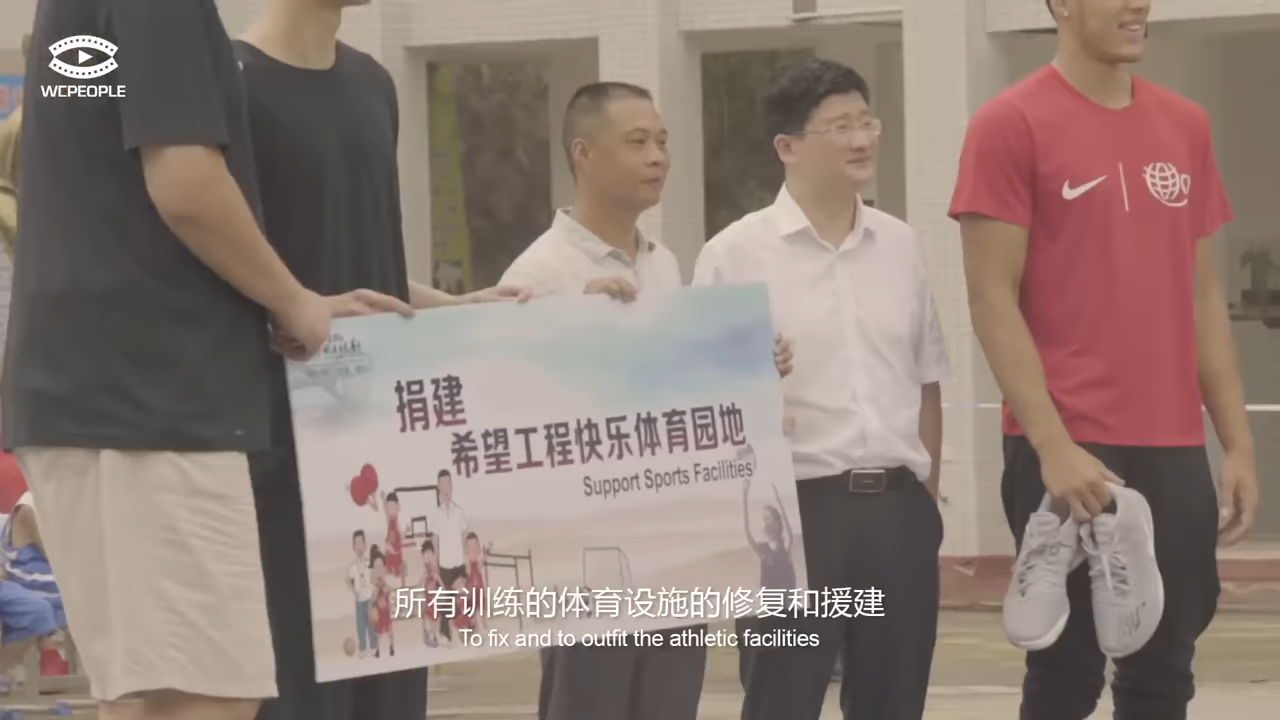 WEPEOPLE
捐建
希望工程快乐体育园地
Support Sports Facilities
所有训练的体育设施的修复和援建
To fix and to outfit the athletic facilities